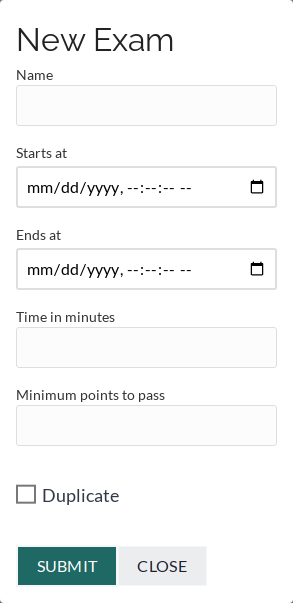 New Exam
Name
Starts at
mm/dd/yyyy, --:--:-- --
Ends at
mm/dd/yyyy, --:--:-- --
Time in minutes
Minimum points to pass
Duplicate
SUBMIT CLOSE